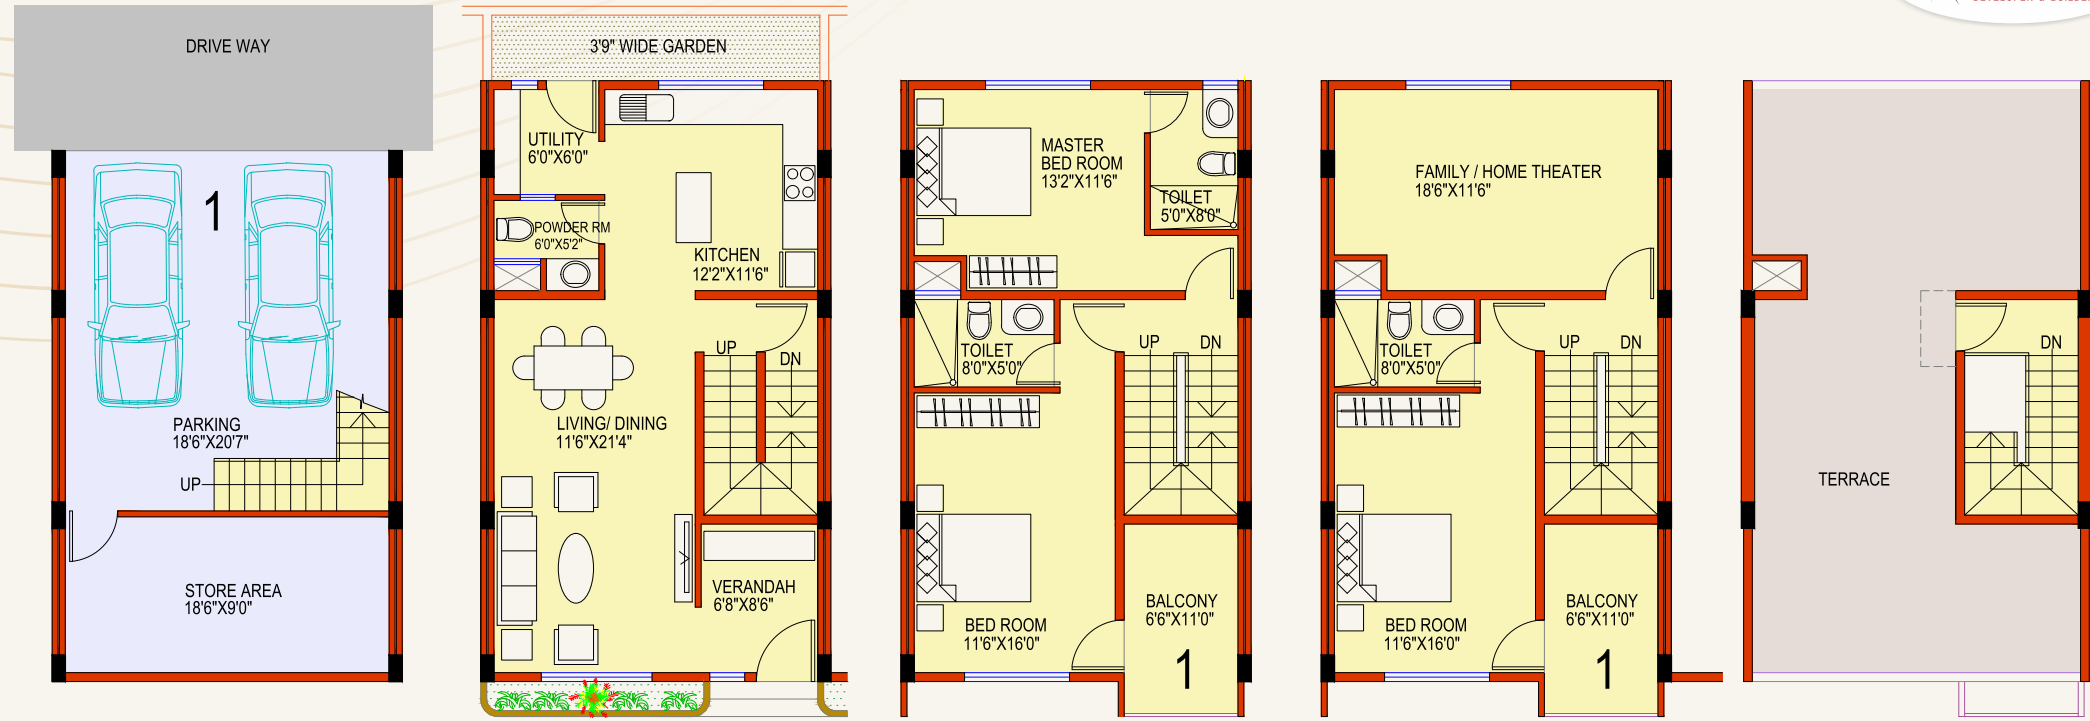 DRIVE WAY
1
PARKING
18'6"X20'7"
UP
STORE AREA
18'6"X9'0"
3'9" WIDE GARDEN
UTILITY
6'0"X6'0"
POWDER RM
6'0"X5'2"
KITCHEN
12'2"X11'6"
UP
DN
LIVING/ DINING
11'6"X21'4"
VERANDAH
6'8"X8'6"
MASTER
BED ROOM
13'2"X11'6"
TOILET
5'0"X8'0"
TOILET
8'0"X5'0"
UP
DN
BED ROOM
11'6"X16'0"
BALCONY
6'6"X11'0"
1
FAMILY / HOME THEATER
18'6"X11'6"
TOILET
8'0"X5'0"
UP
DN
BED ROOM
11'6"X16'0"
BALCONY
6'6"X11'0"
1
DN
TERRACE